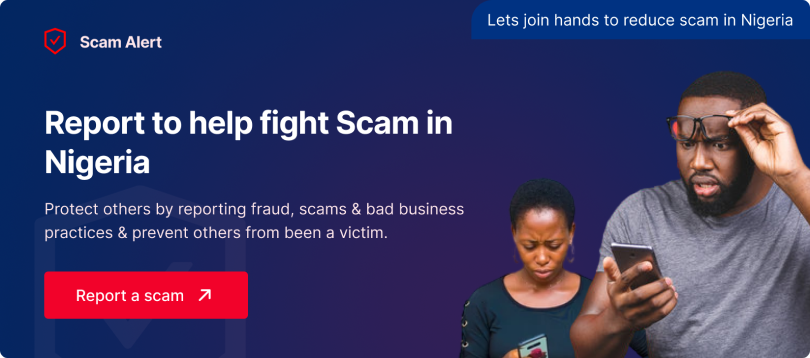 Lets join hands to reduce scam in Nigeria
Scam Alert
Report to help fight Scam in
Nigeria
Protect others by reporting fraud, scams & bad business
practices & prevent others from been a victim.
Report a scam